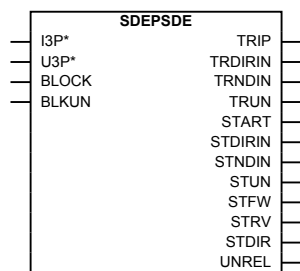 SDEPSDE
I3P* TRIP
U3P* TRDIRIN
BLOCK TRNDIN
BLKUN TRUN
START
STDIRIN
STNDIN
STUN
STFW
STRV
STDIR
UNREL